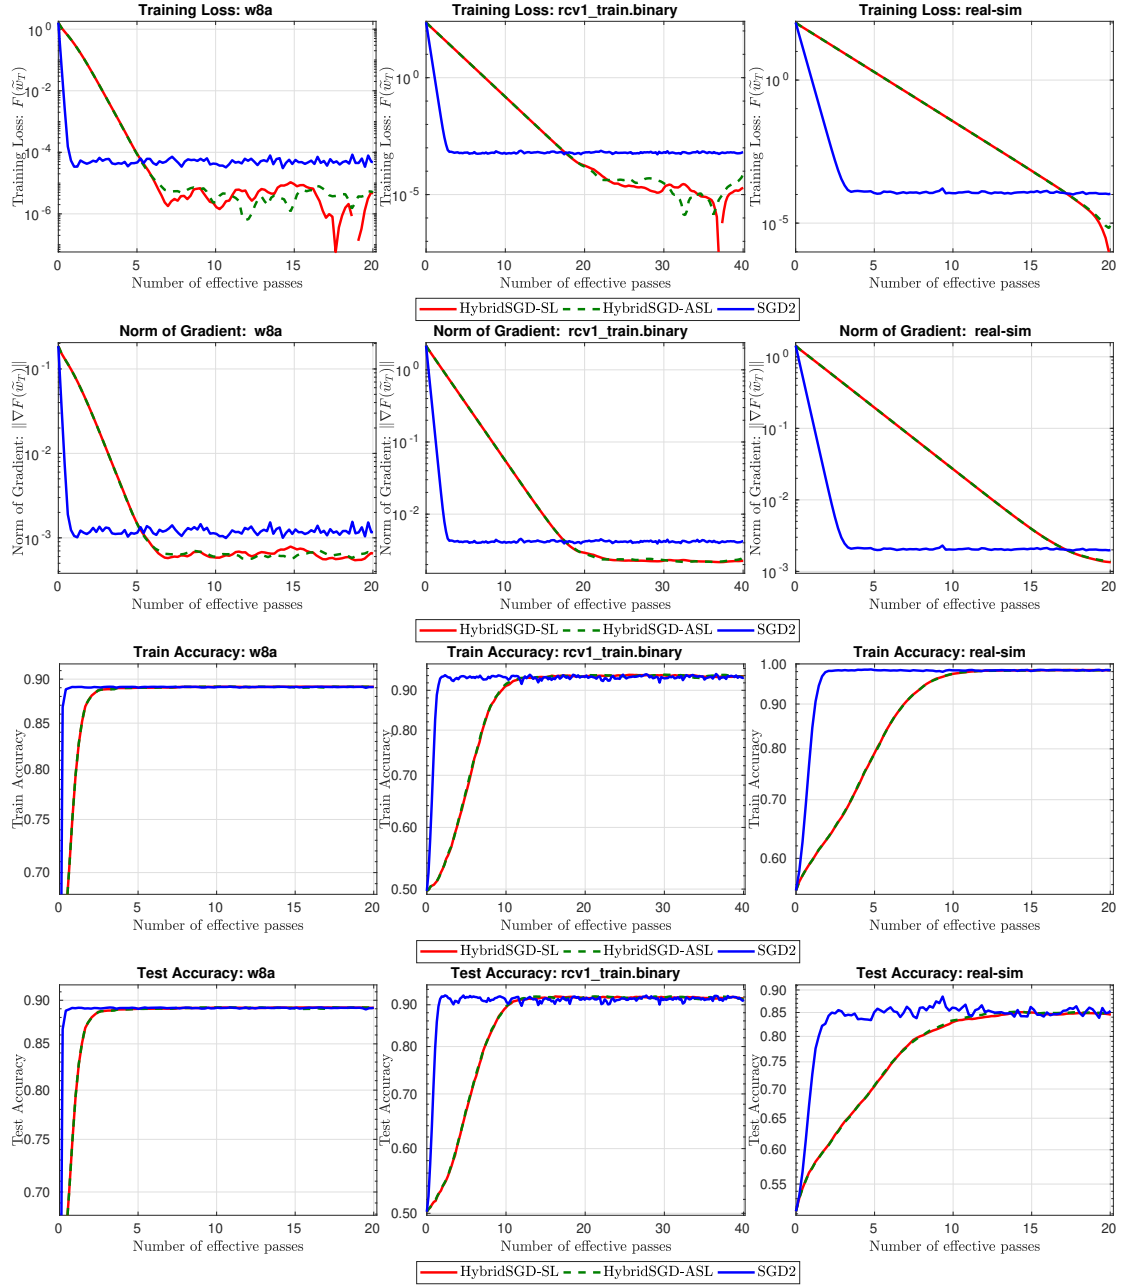 Training Loss: w8a
Training Loss: rcv1_train.binary
Training Loss: real-sim
Training Loss: F(w̃_T)
10^0
10^-2
10^-4
10^-6
0 5 10 15 20
Number of effective passes
Training Loss: F(w̃_T)
10^0
10^-5
0 10 20 30 40
Number of effective passes
Training Loss: F(w̃_T)
10^0
10^-5
0 5 10 15 20
Number of effective passes
HybridSGD-SL HybridSGD-ASL SGD2
Norm of Gradient: w8a
Norm of Gradient: rcv1_train.binary
Norm of Gradient: real-sim
Norm of Gradient: ||∇F(w̃_T)||
10^-1
10^-2
10^-3
0 5 10 15 20
Number of effective passes
Norm of Gradient: ||∇F(w̃_T)||
10^0
10^-1
10^-2
0 10 20 30 40
Number of effective passes
Norm of Gradient: ||∇F(w̃_T)||
10^0
10^-1
10^-2
10^-3
0 5 10 15 20
Number of effective passes
HybridSGD-SL HybridSGD-ASL SGD2
Train Accuracy: w8a
Train Accuracy: rcv1_train.binary
Train Accuracy: real-sim
Train Accuracy
0.90
0.85
0.80
0.75
0.70
0 5 10 15 20
Number of effective passes
Train Accuracy
0.90
0.80
0.70
0.60
0.50
0 10 20 30 40
Number of effective passes
Train Accuracy
1.00
0.90
0.80
0.70
0.60
0 5 10 15 20
Number of effective passes
HybridSGD-SL HybridSGD-ASL SGD2
Test Accuracy: w8a
Test Accuracy: rcv1_train.binary
Test Accuracy: real-sim
Test Accuracy
0.90
0.85
0.80
0.75
0.70
0 5 10 15 20
Number of effective passes
Test Accuracy
0.90
0.80
0.70
0.60
0.50
0 10 20 30 40
Number of effective passes
Test Accuracy
0.90
0.85
0.80
0.75
0.70
0.65
0.60
0.55
0 5 10 15 20
Number of effective passes
HybridSGD-SL HybridSGD-ASL SGD2